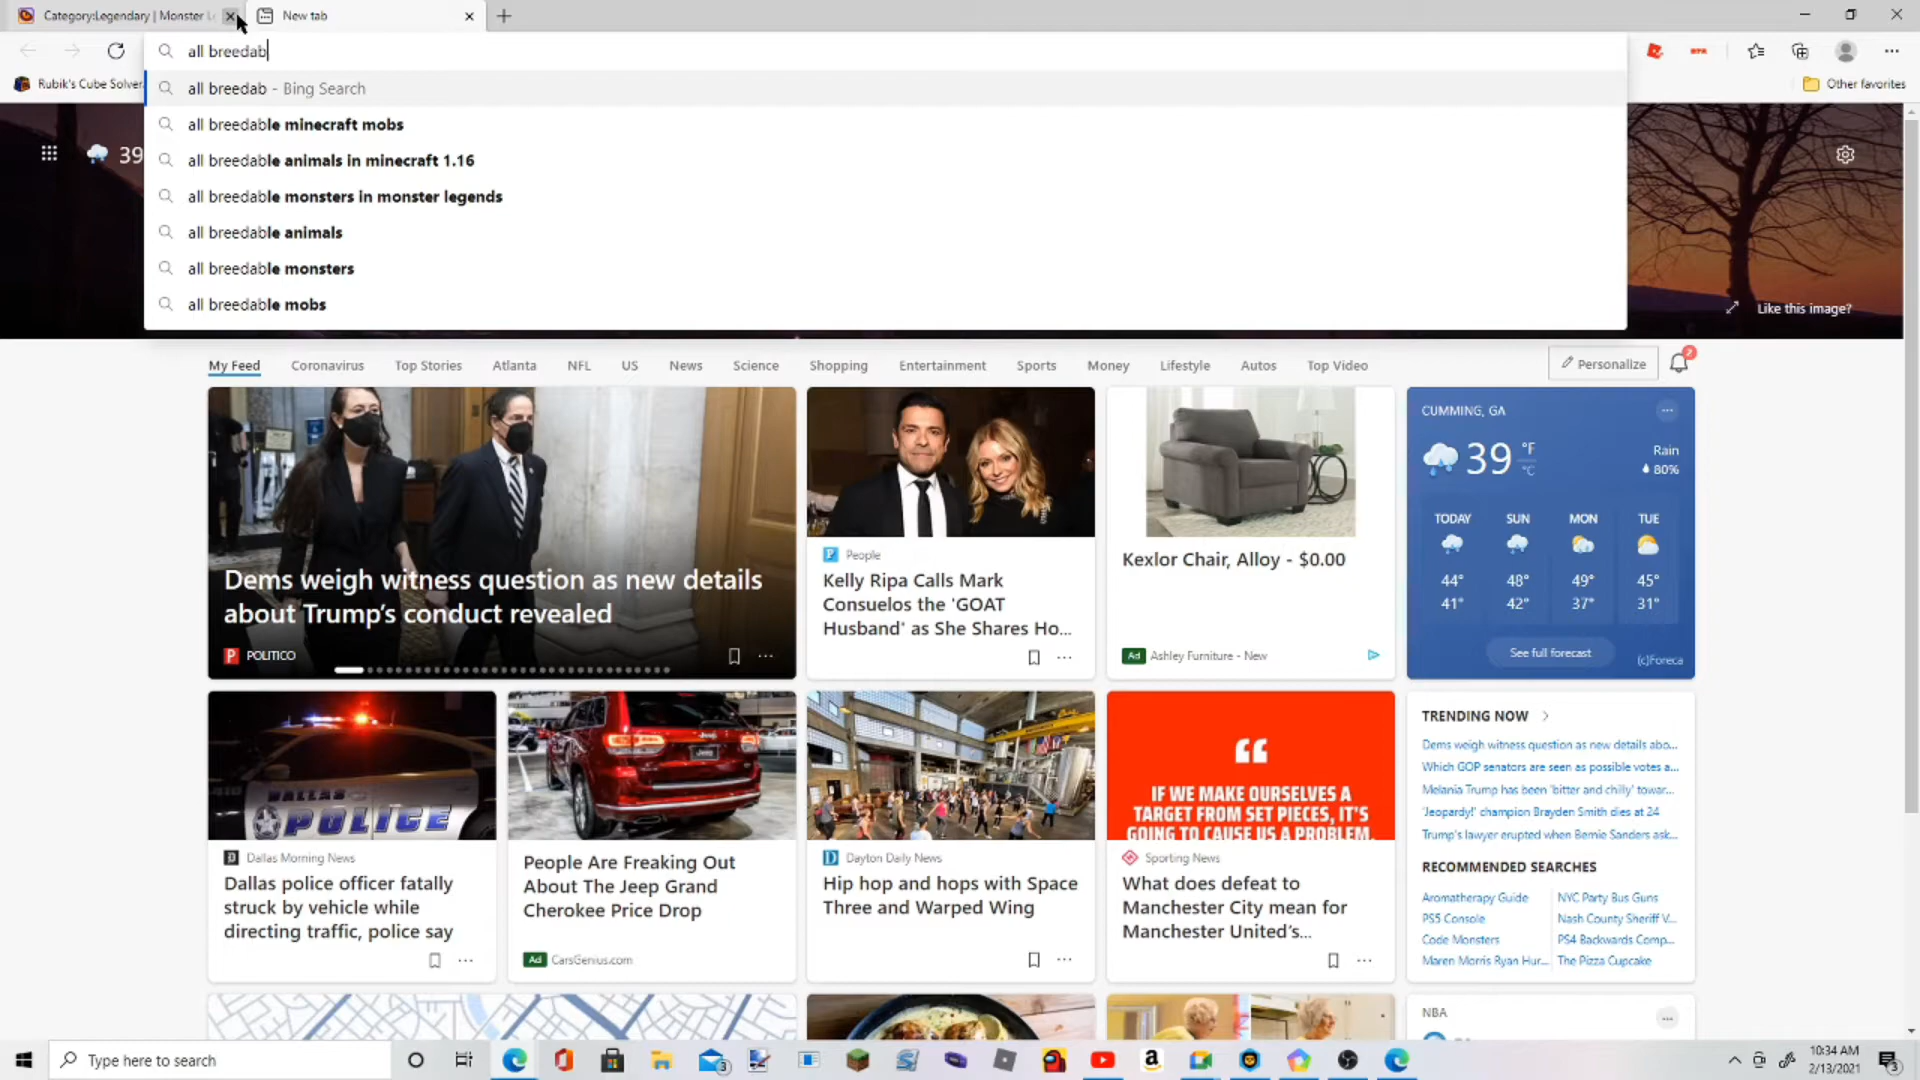 Category:Legendary | Monster L
New tab
all breedab
all breedab - Bing Search
all breedable minecraft mobs
all breedable animals in minecraft 1.16
all breedable monsters in monster legends
all breedable animals
all breedable monsters
all breedable mobs
Rubik's Cube Solver
Other favorites
39
Like this image?
My Feed
Coronavirus
Top Stories
Atlanta
NFL
US
News
Science
Shopping
Entertainment
Sports
Money
Lifestyle
Autos
Top Video
Personalize
2
Dems weigh witness question as new details
about Trump's conduct revealed
POLITICO
People
Kelly Ripa Calls Mark
Consuelos the 'GOAT
Husband' as She Shares Ho...
Kexlor Chair, Alloy - $0.00
Ad Ashley Furniture - New
CUMMING, GA
39 °F
°C
Rain
80%
TODAY SUN MON TUE
44° 48° 49° 45°
41° 42° 37° 31°
See full forecast
(c)Foreca
DALLAS
POLICE
Dallas Morning News
Dallas police officer fatally
struck by vehicle while
directing traffic, police say
Jeep
People Are Freaking Out
About The Jeep Grand
Cherokee Price Drop
Ad CarsGenius.com
Dayton Daily News
Hip hop and hops with Space
Three and Warped Wing
IF WE MAKE OURSELVES A
TARGET FROM SET PIECES, IT'S
GOING TO CAUSE US A PROBLEM.
Sporting News
What does defeat to
Manchester City mean for
Manchester United's...
TRENDING NOW
Dems weigh witness question as new details abo...
Which GOP senators are seen as possible votes a...
Melania Trump has been 'bitter and chilly' towar...
'Jeopardy!' champion Brayden Smith dies at 24
Trump's lawyer erupted when Bernie Sanders ask...
RECOMMENDED SEARCHES
Aromatherapy Guide NYC Party Bus Guns
PS5 Console Nash County Sheriff V...
Code Monsters PS4 Backwards Comp...
Maren Morris Ryan Hur... The Pizza Cupcake
NBA
Type here to search
3
10:34 AM
2/13/2021
3